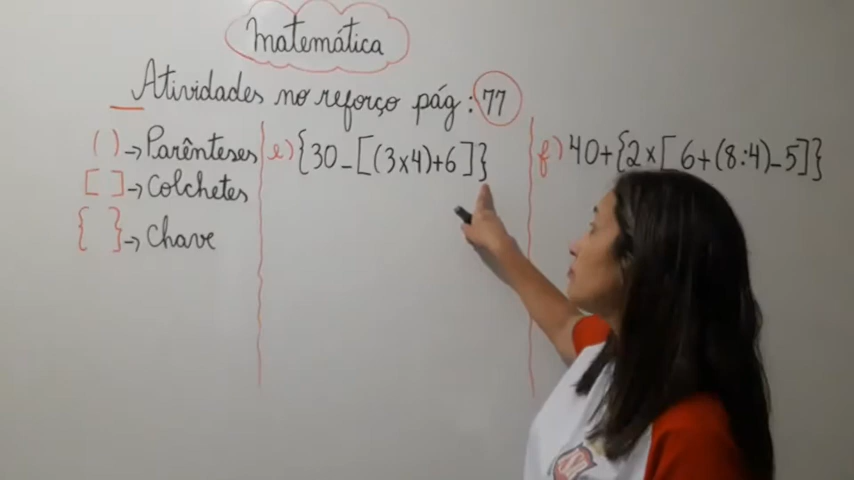 Matemática
Atividades no reforço pág: 77
( ) → Parênteses
[ ] → Colchetes
{ } → Chave
e) {30-[(3x4)+6]}
f) 40+{2x[6+(8:4)-5]}